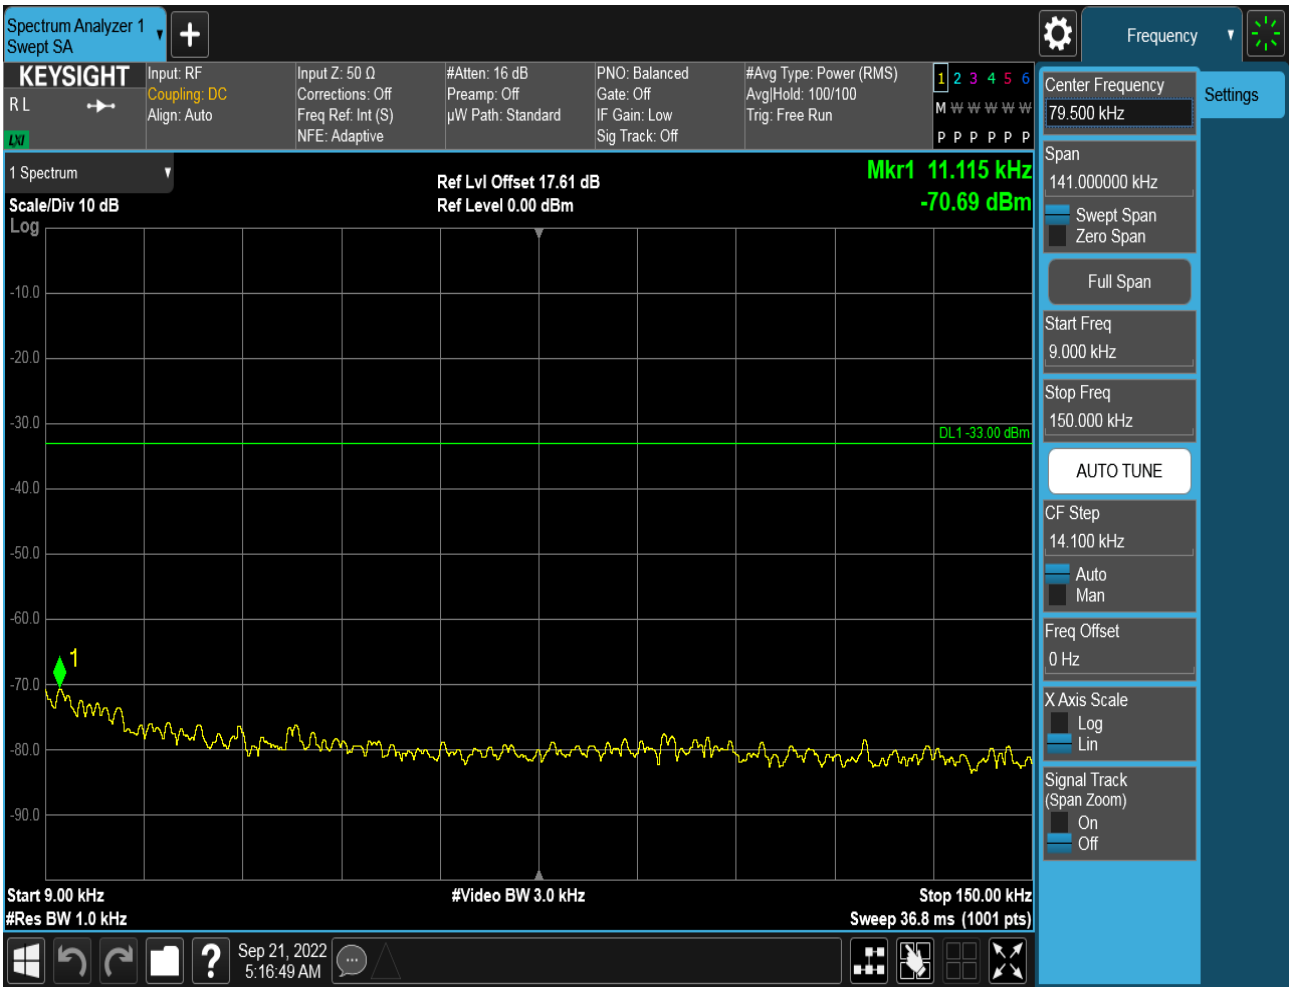 Spectrum Analyzer 1
Swept SA
Frequency
KEYSIGHT
R L
LXI
Input: RF
Coupling: DC
Align: Auto
Input Z: 50 Ω
Corrections: Off
Freq Ref: Int (S)
NFE: Adaptive
#Atten: 16 dB
Preamp: Off
µW Path: Standard
PNO: Balanced
Gate: Off
IF Gain: Low
Sig Track: Off
#Avg Type: Power (RMS)
Avg|Hold: 100/100
Trig: Free Run
1 2 3 4 5 6
M W W W W W
P P P P P P
1 Spectrum
Scale/Div 10 dB
Log
Ref Lvl Offset 17.61 dB
Ref Level 0.00 dBm
Mkr1 11.115 kHz
-70.69 dBm
-10.0
-20.0
-30.0
DL1 -33.00 dBm
-40.0
-50.0
-60.0
1
-70.0
-80.0
-90.0
Start 9.00 kHz
#Res BW 1.0 kHz
#Video BW 3.0 kHz
Stop 150.00 kHz
Sweep 36.8 ms (1001 pts)
?
Sep 21, 2022
5:16:49 AM
Center Frequency
79.500 kHz
Settings
Span
141.000000 kHz
Swept Span
Zero Span
Full Span
Start Freq
9.000 kHz
Stop Freq
150.000 kHz
AUTO TUNE
CF Step
14.100 kHz
Auto
Man
Freq Offset
0 Hz
X Axis Scale
Log
Lin
Signal Track
(Span Zoom)
On
Off